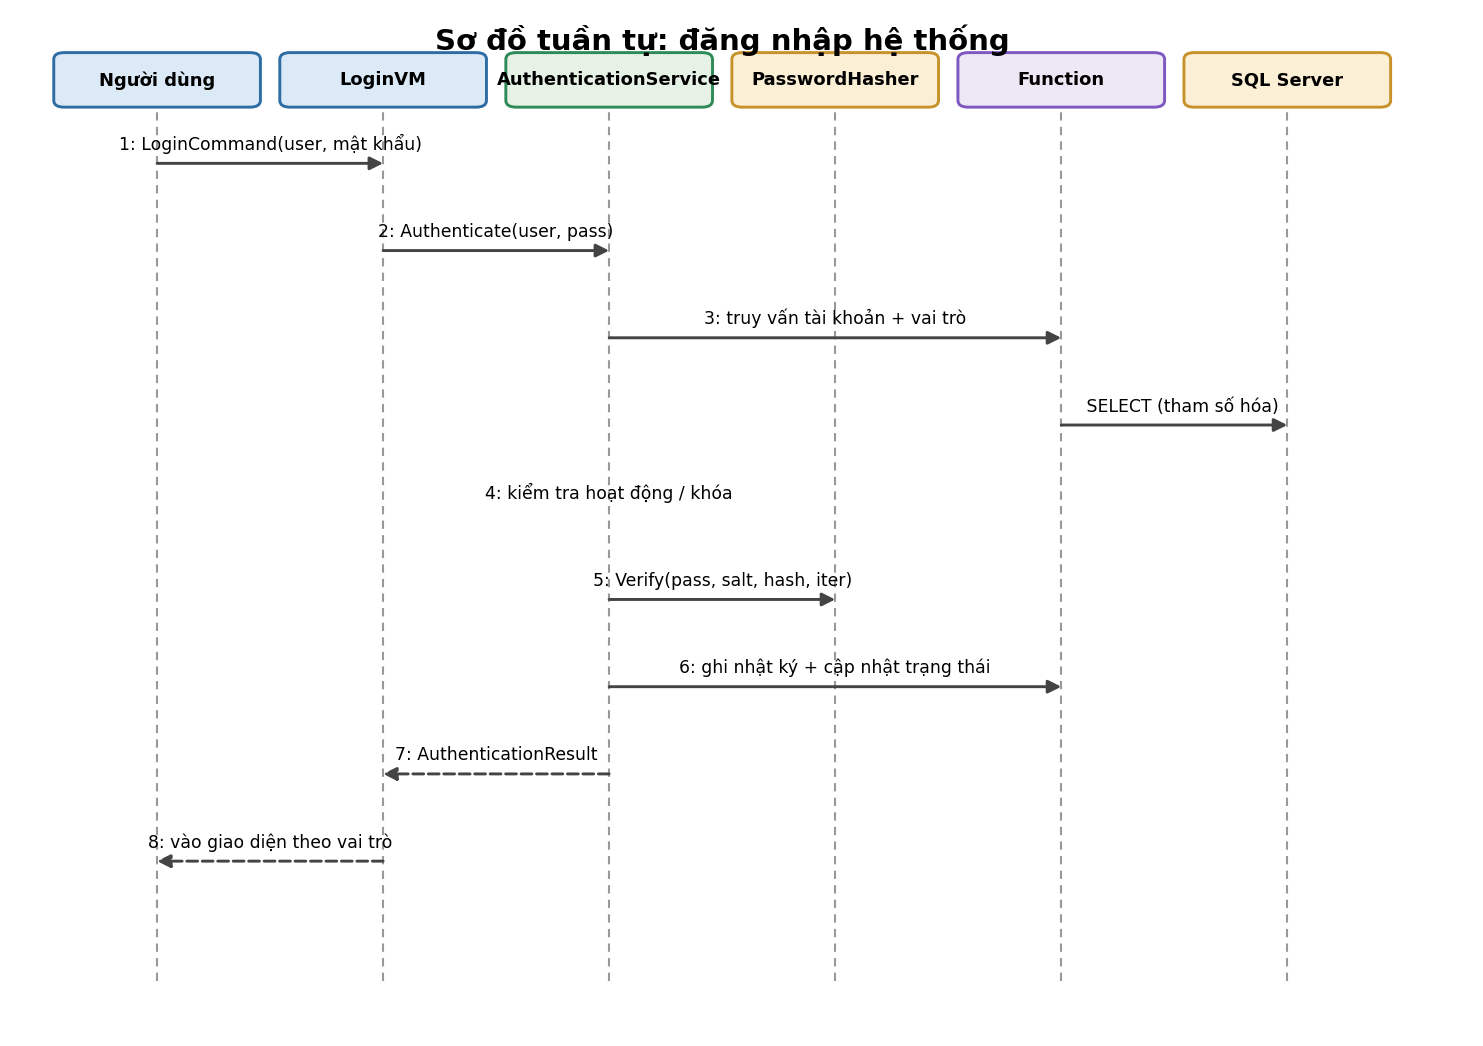 Sơ đồ tuần tự: đăng nhập hệ thống
Người dùng
LoginVM
AuthenticationService
PasswordHasher
Function
SQL Server
1: LoginCommand(user, mật khẩu)
2: Authenticate(user, pass)
3: truy vấn tài khoản + vai trò
SELECT (tham số hóa)
4: kiểm tra hoạt động / khóa
5: Verify(pass, salt, hash, iter)
6: ghi nhật ký + cập nhật trạng thái
7: AuthenticationResult
8: vào giao diện theo vai trò